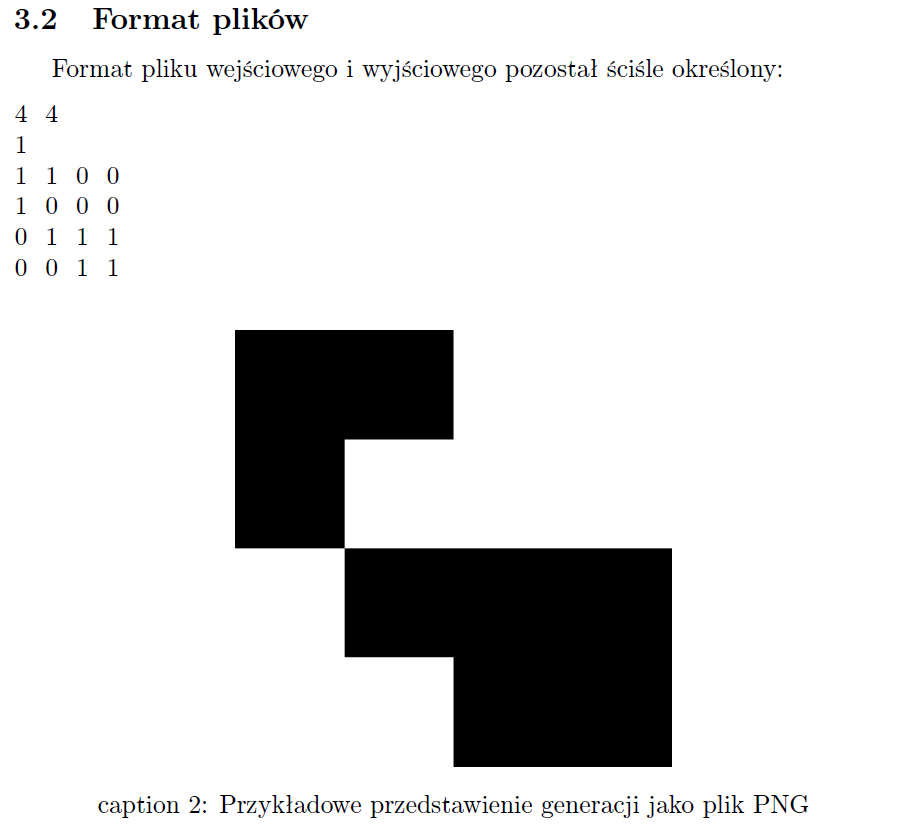 3.2 Format plików
Format pliku wejściowego i wyjściowego pozostał ściśle określony:
4 4
1
1 1 0 0
1 0 0 0
0 1 1 1
0 0 1 1
caption 2: Przykładowe przedstawienie generacji jako plik PNG